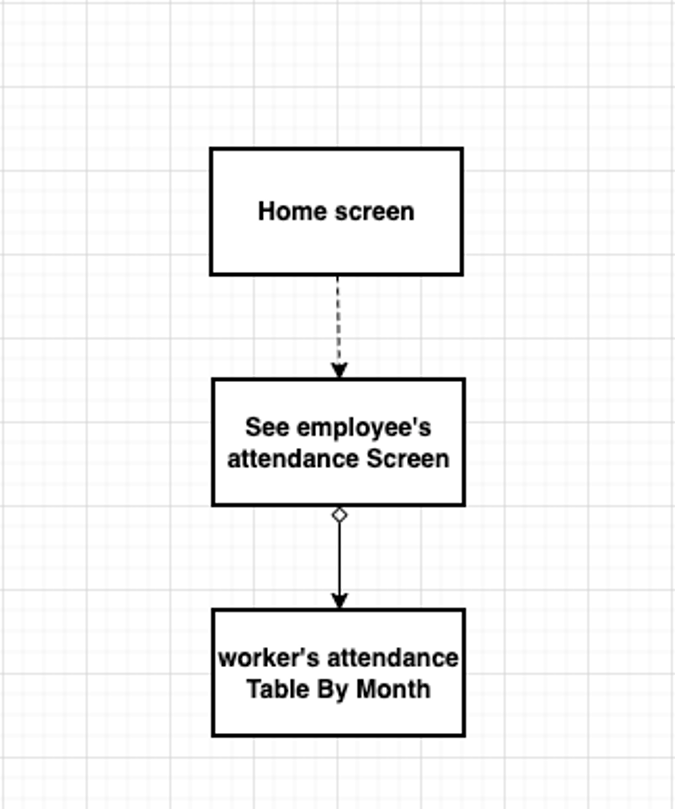 Home screen
See employee's
attendance Screen
worker's attendance
Table By Month